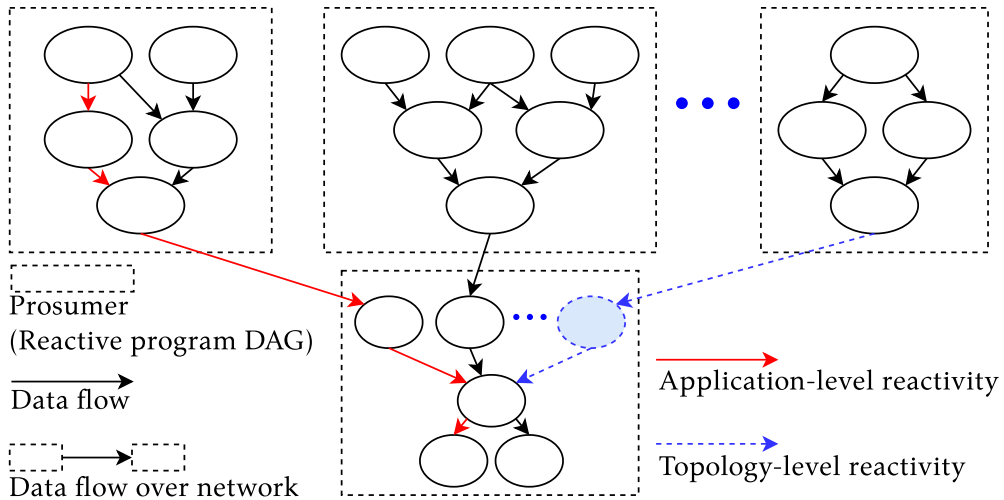 Prosumer
(Reactive program DAG)
Data flow
Data flow over network
Application-level reactivity
Topology-level reactivity